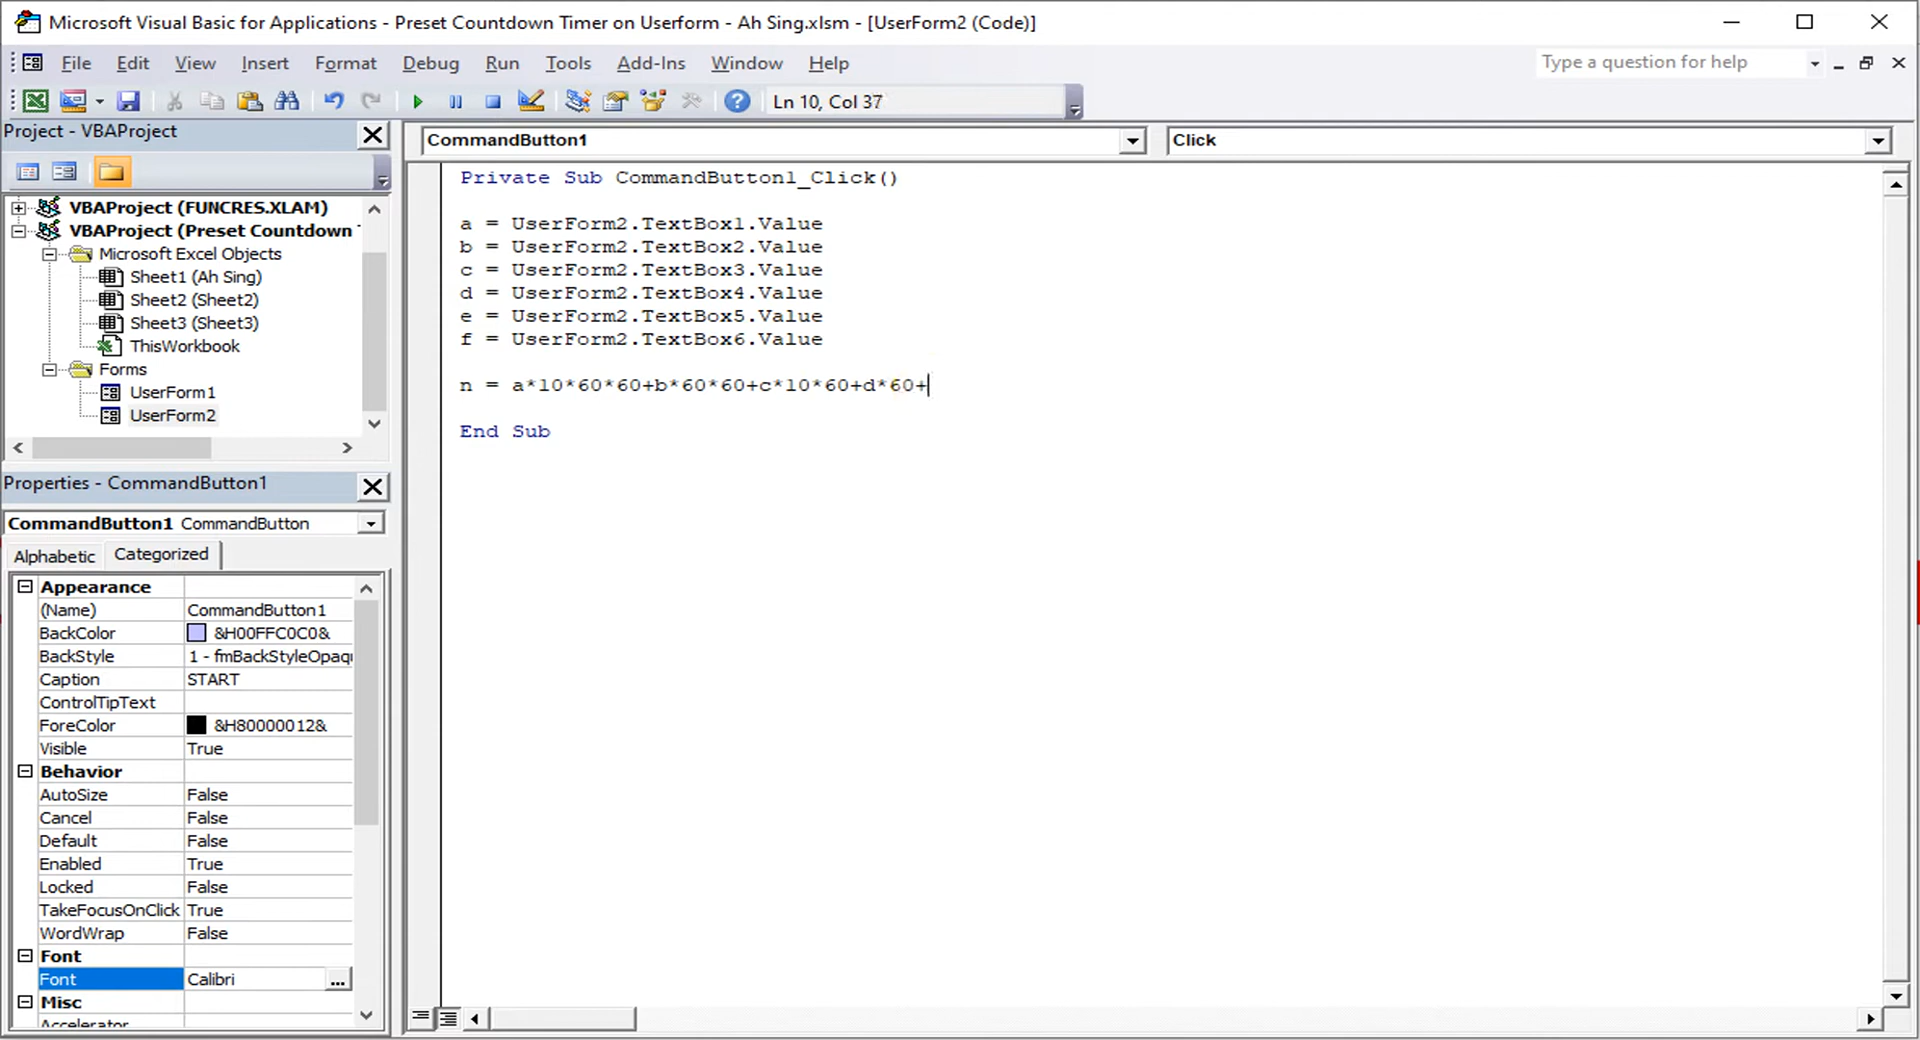 Microsoft Visual Basic for Applications - Preset Countdown Timer on Userform - Ah Sing.xlsm - [UserForm2 (Code)]
File Edit View Insert Format Debug Run Tools Add-Ins Window Help
Type a question for help
Ln 10, Col 37
Project - VBAProject
VBAProject (FUNCRES.XLAM)
VBAProject (Preset Countdown
Microsoft Excel Objects
Sheet1 (Ah Sing)
Sheet2 (Sheet2)
Sheet3 (Sheet3)
ThisWorkbook
Forms
UserForm1
UserForm2
Properties - CommandButton1
CommandButton1 CommandButton
Alphabetic Categorized
Appearance
(Name) CommandButton1
BackColor &H00FFC0C0&
BackStyle 1 - fmBackStyleOpaqu
Caption START
ControlTipText
ForeColor &H80000012&
Visible True
Behavior
AutoSize False
Cancel False
Default False
Enabled True
Locked False
TakeFocusOnClick True
WordWrap False
Font
Font Calibri ...
Misc
Accelerator
CommandButton1
Click
Private Sub CommandButton1_Click()
a = UserForm2.TextBox1.Value
b = UserForm2.TextBox2.Value
c = UserForm2.TextBox3.Value
d = UserForm2.TextBox4.Value
e = UserForm2.TextBox5.Value
f = UserForm2.TextBox6.Value
n = a*10*60*60+b*60*60+c*10*60+d*60+
End Sub